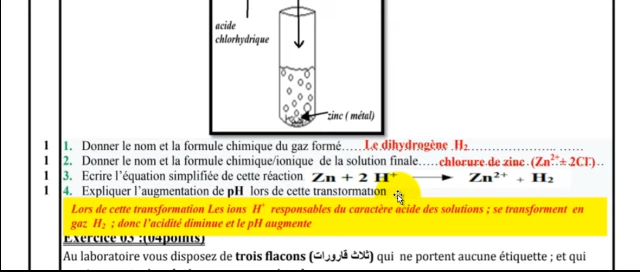 acide
chlorhydrique
zinc ( métal)
1 1. Donner le nom et la formule chimique du gaz formé......Le dihydrogène H₂........................ ......
1 2. Donner le nom et la formule chimique/ionique de la solution finale.....chlorure de zinc (Zn²⁺+ 2Cl⁻)..
1 3. Ecrire l'équation simplifiée de cette réaction Zn + 2 H⁺ → Zn²⁺ + H₂
1 4. Expliquer l'augmentation de pH lors de cette transformation
Lors de cette transformation Les ions H⁺ responsables du caractère acide des solutions ; se transforment en
gaz H₂ ; donc l'acidité diminue et le pH augmente
Exercice 03 :(04points)
Au laboratoire vous disposez de trois flacons (ثلاث قارورات) qui ne portent aucune étiquette ; et qui